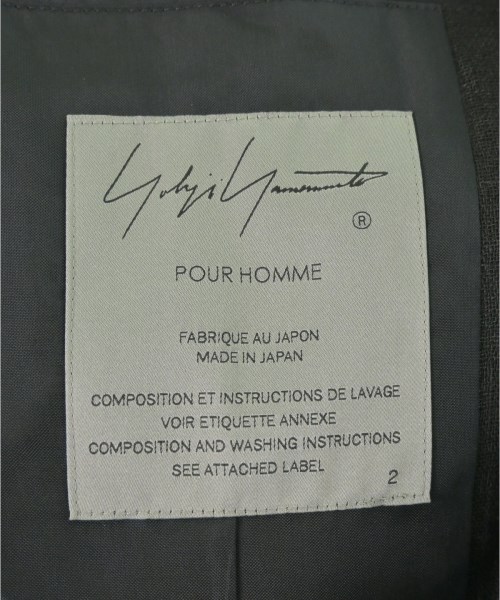 Yohji Yamamoto
®
POUR HOMME
FABRIQUE AU JAPON
MADE IN JAPAN
COMPOSITION ET INSTRUCTIONS DE LAVAGE
VOIR ETIQUETTE ANNEXE
COMPOSITION AND WASHING INSTRUCTIONS
SEE ATTACHED LABEL
2